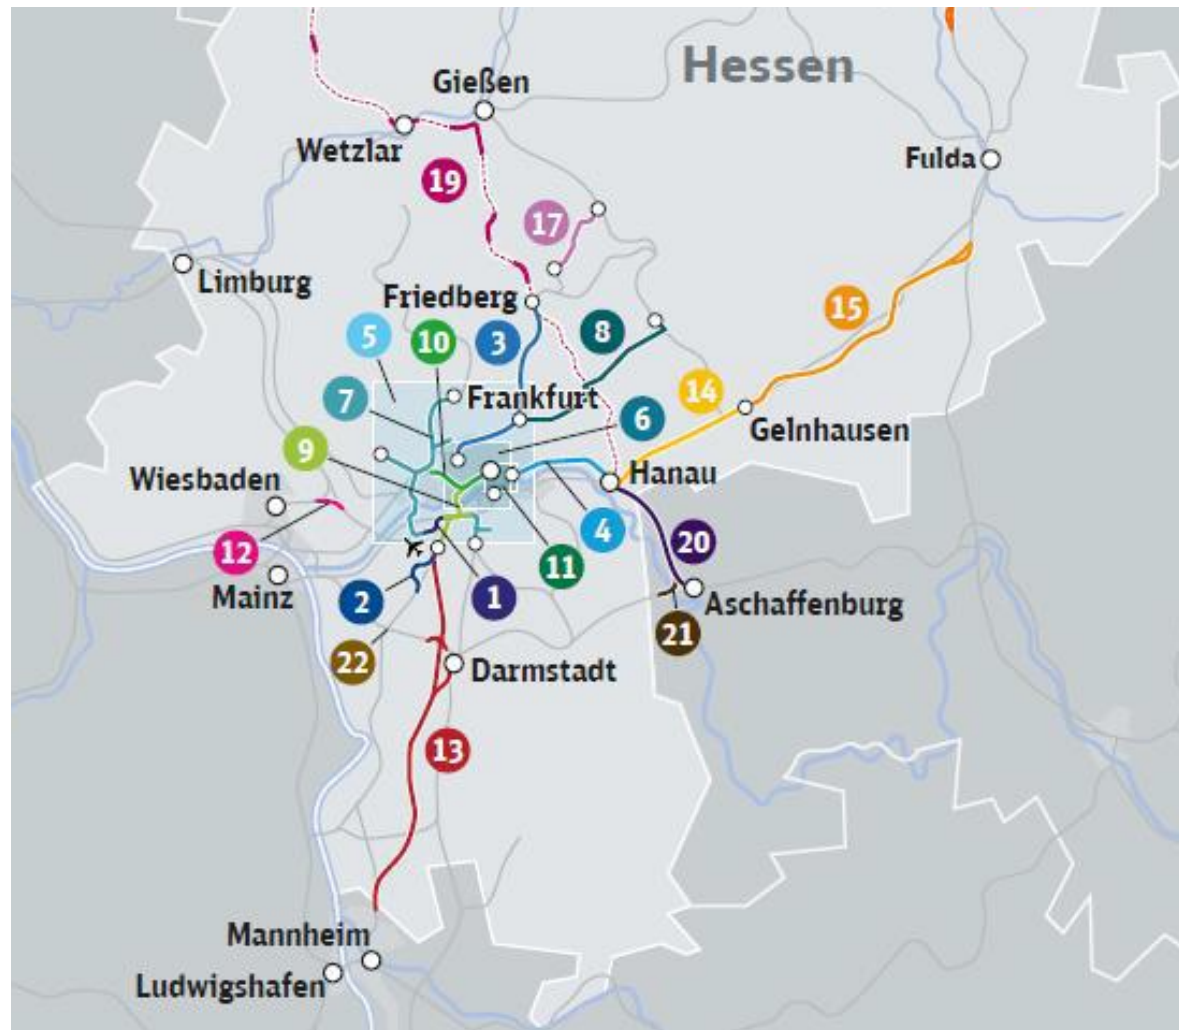 Hessen
Gießen
Wetzlar
Fulda
19
17
Limburg
Friedberg
15
5
10
3
8
14
7
Frankfurt
6
Gelnhausen
9
Wiesbaden
Hanau
4
20
12
11
Mainz
2
1
Aschaffenburg
21
22
Darmstadt
13
Mannheim
Ludwigshafen